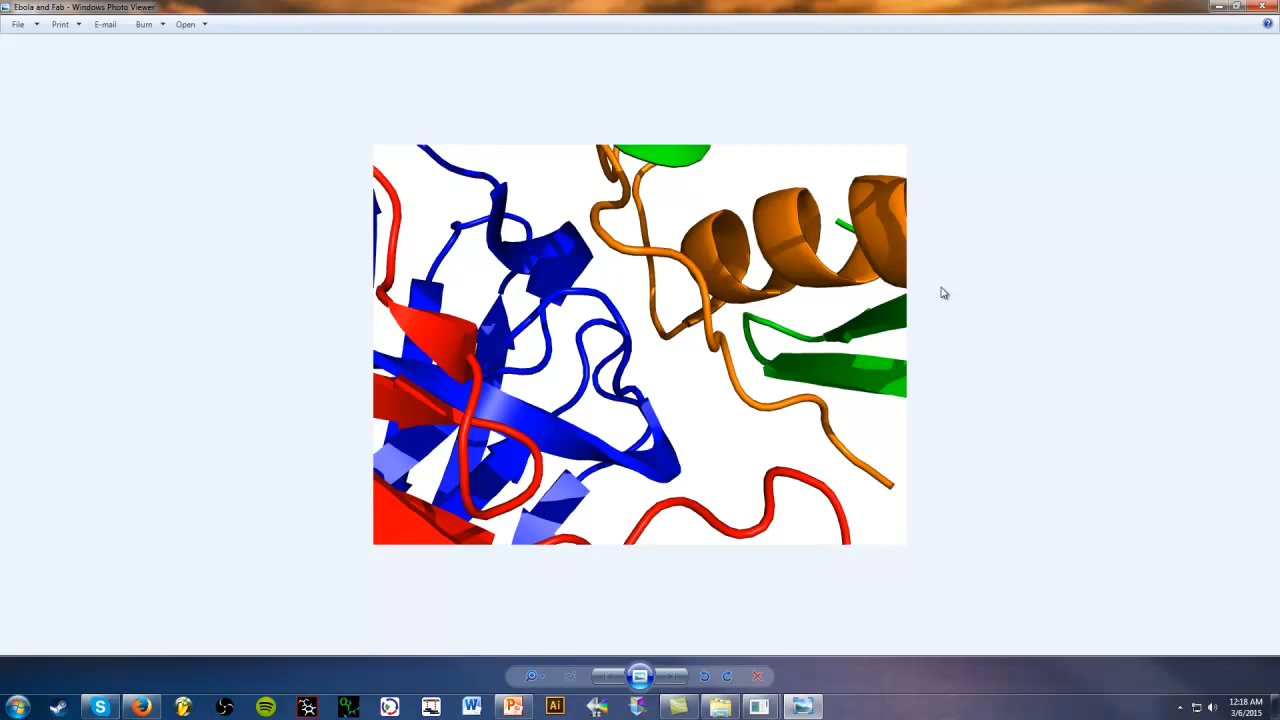 Ebola and Fab - Windows Photo Viewer
File Print E-mail Burn Open
12:18 AM
3/6/2015